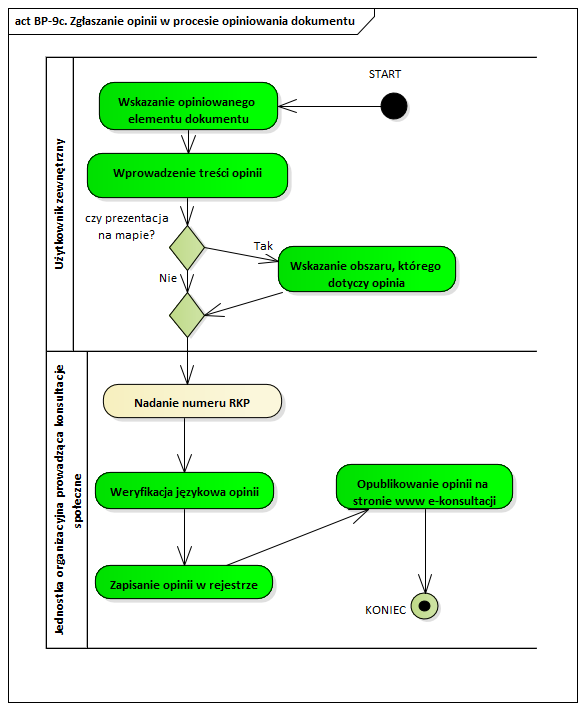 act BP-9c. Zgłaszanie opinii w procesie opiniowania dokumentu
Użytkownik zewnętrzny
START
Wskazanie opiniowanego
elementu dokumentu
Wprowadzenie treści opinii
czy prezentacja
na mapie?
Tak
Wskazanie obszaru, którego
dotyczy opinia
Nie
Jednostka organizacyjna prowadząca konsultacje
społeczne
Nadanie numeru RKP
Weryfikacja językowa opinii
Opublikowanie opinii na
stronie www e-konsultacji
Zapisanie opinii w rejestrze
KONIEC